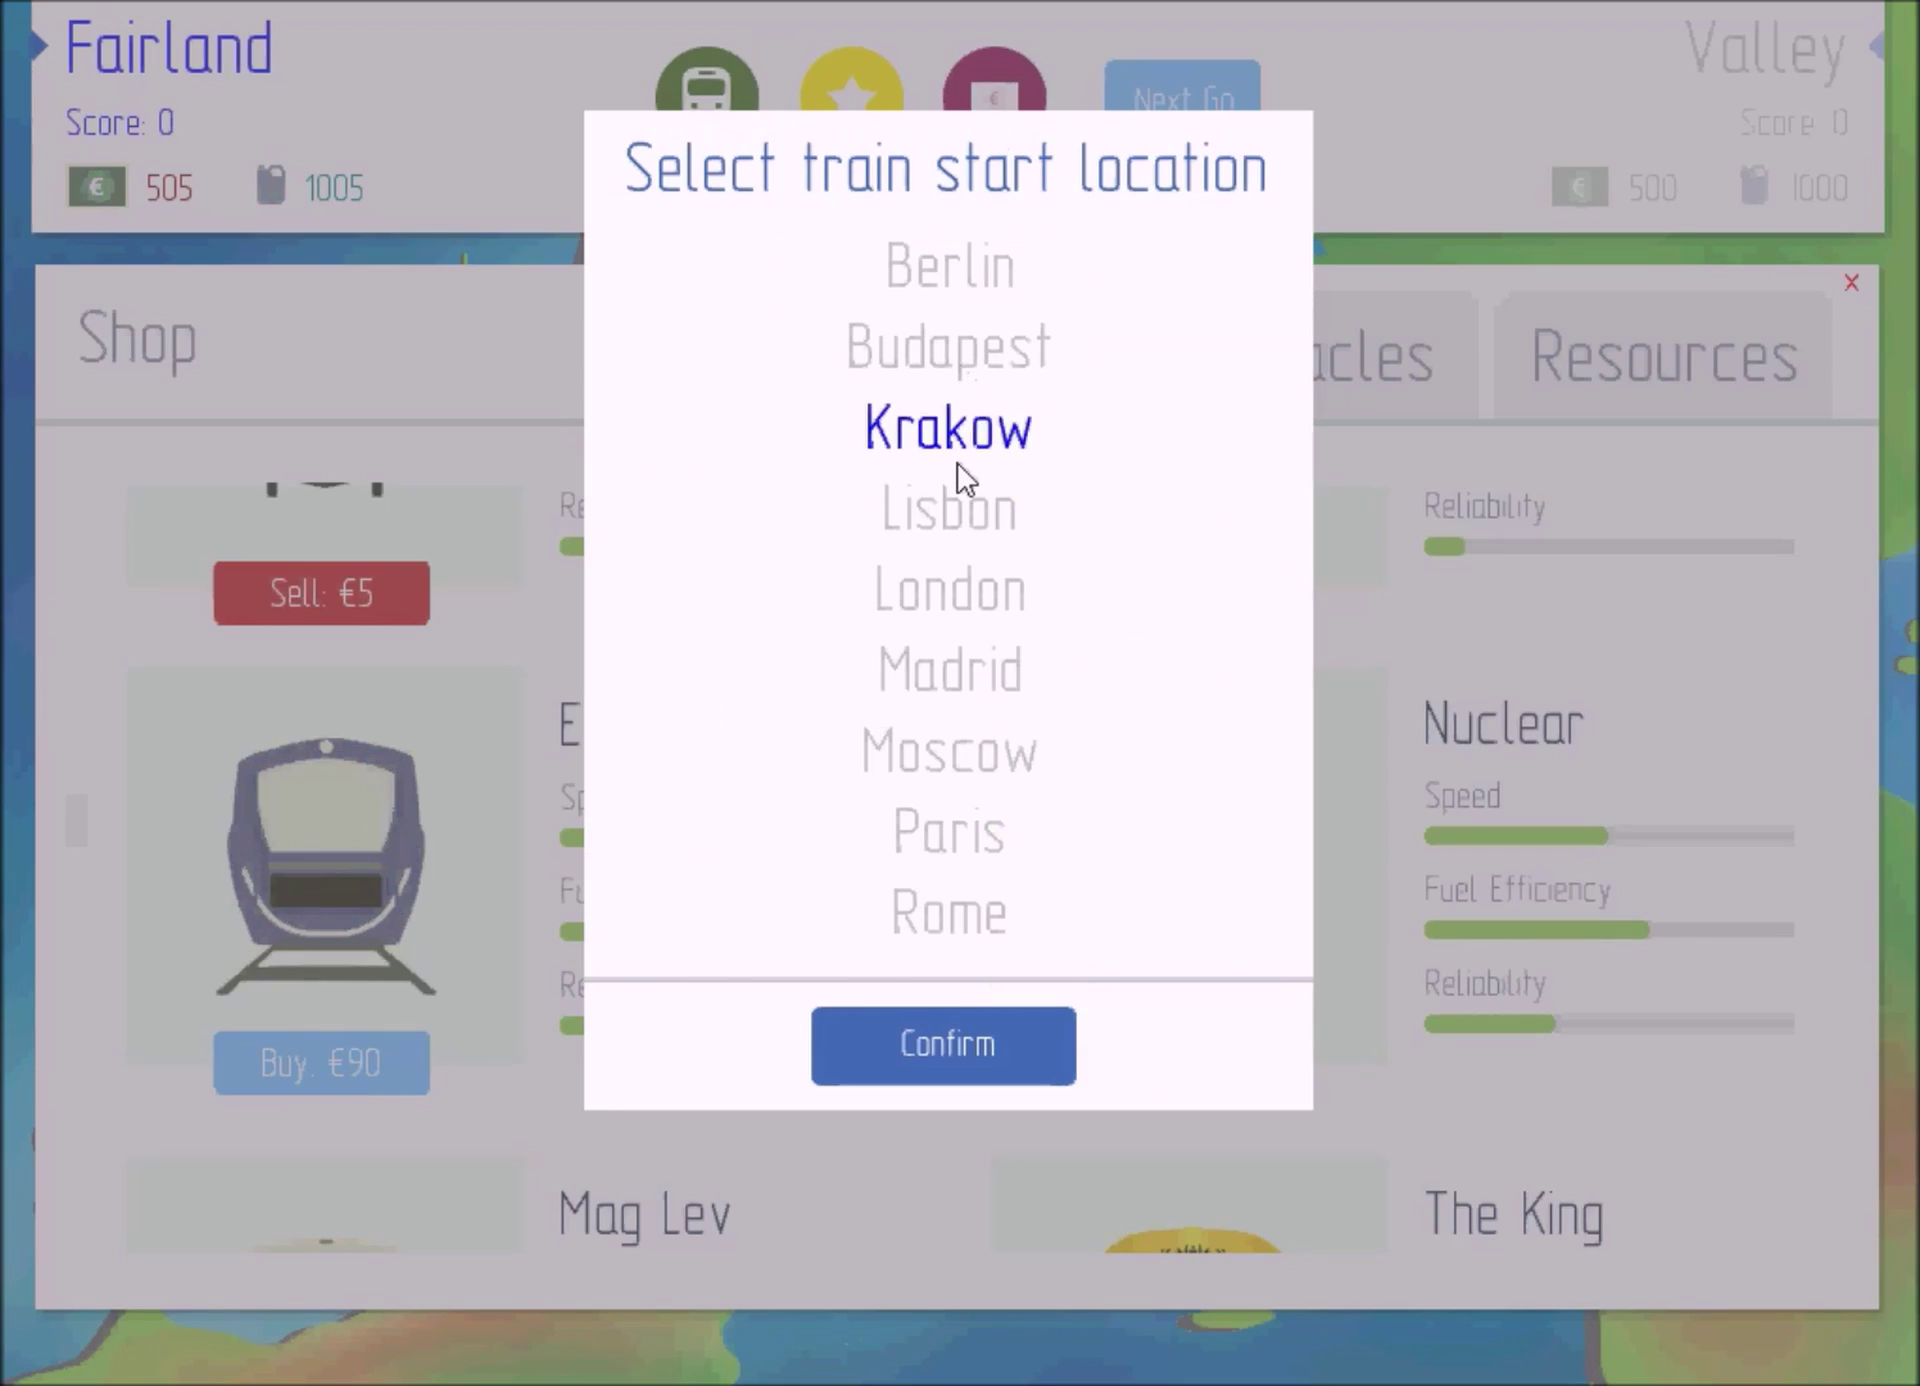 Fairland
Score: 0
€ 505 1005
€
Next Go
Valley
Score 0
€ 500 1000
Select train start location
Berlin
Budapest
Krakow
Lisbon
London
Madrid
Moscow
Paris
Rome
Confirm
Shop
Resources
x
Reliability
Sell: €5
Buy. €90
Nuclear
Speed
Fuel Efficiency
Reliability
Mag Lev
The King